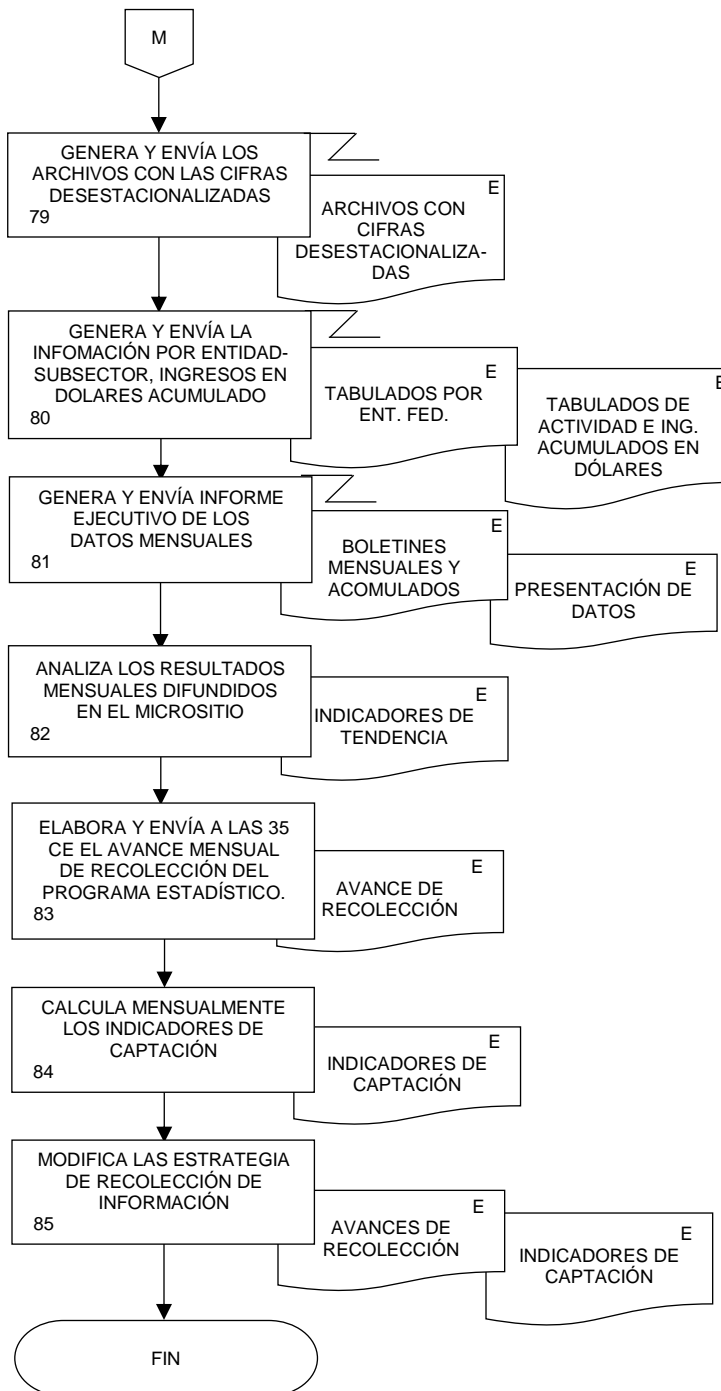 M
GENERA Y ENVÍA LOS
ARCHIVOS CON LAS CIFRAS
DESESTACIONALIZADAS
79
E
ARCHIVOS CON
CIFRAS
DESESTACIONALIZA-
DAS
GENERA Y ENVÍA LA
INFOMACIÓN POR ENTIDAD-
SUBSECTOR, INGRESOS EN
DOLARES ACUMULADO
80
E
TABULADOS POR
ENT. FED.
E
TABULADOS DE
ACTIVIDAD E ING.
ACUMULADOS EN
DÓLARES
GENERA Y ENVÍA INFORME
EJECUTIVO DE LOS
DATOS MENSUALES
81
E
BOLETINES
MENSUALES Y
ACOMULADOS
E
PRESENTACIÓN DE
DATOS
ANALIZA LOS RESULTADOS
MENSUALES DIFUNDIDOS
EN EL MICROSITIO
82
E
INDICADORES DE
TENDENCIA
ELABORA Y ENVÍA A LAS 35
CE EL AVANCE MENSUAL
DE RECOLECCIÓN DEL
PROGRAMA ESTADÍSTICO.
83
E
AVANCE DE
RECOLECCIÓN
CALCULA MENSUALMENTE
LOS INDICADORES DE
CAPTACIÓN
84
E
INDICADORES DE
CAPTACIÓN
MODIFICA LAS ESTRATEGIA
DE RECOLECCIÓN DE
INFORMACIÓN
85
E
AVANCES DE
RECOLECCIÓN
E
INDICADORES DE
CAPTACIÓN
FIN